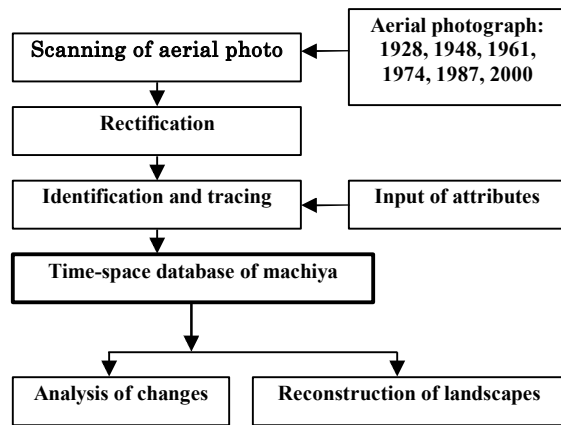 Aerial photograph:
1928, 1948, 1961,
1974, 1987, 2000
Scanning of aerial photo
Rectification
Identification and tracing
Input of attributes
Time-space database of machiya
Analysis of changes
Reconstruction of landscapes